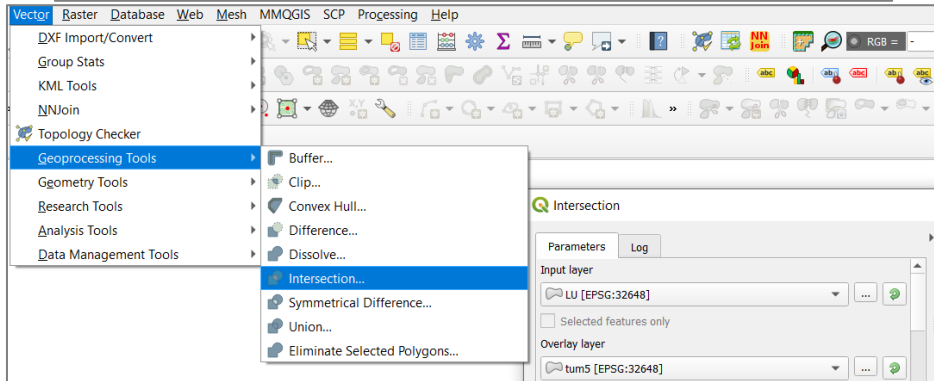 Vector Raster Database Web Mesh MMQGIS SCP Processing Help
DXF Import/Convert
Group Stats
KML Tools
NNJoin
Topology Checker
Geoprocessing Tools
Geometry Tools
Research Tools
Analysis Tools
Data Management Tools
Buffer...
Clip...
Convex Hull...
Difference...
Dissolve...
Intersection...
Symmetrical Difference...
Union...
Eliminate Selected Polygons...
NN
Join
RGB = -
abc
ab
abc
ab
abc
X,Y
»
Intersection
Parameters Log
Input layer
LU [EPSG:32648]
...
Selected features only
Overlay layer
tum5 [EPSG:32648]
...